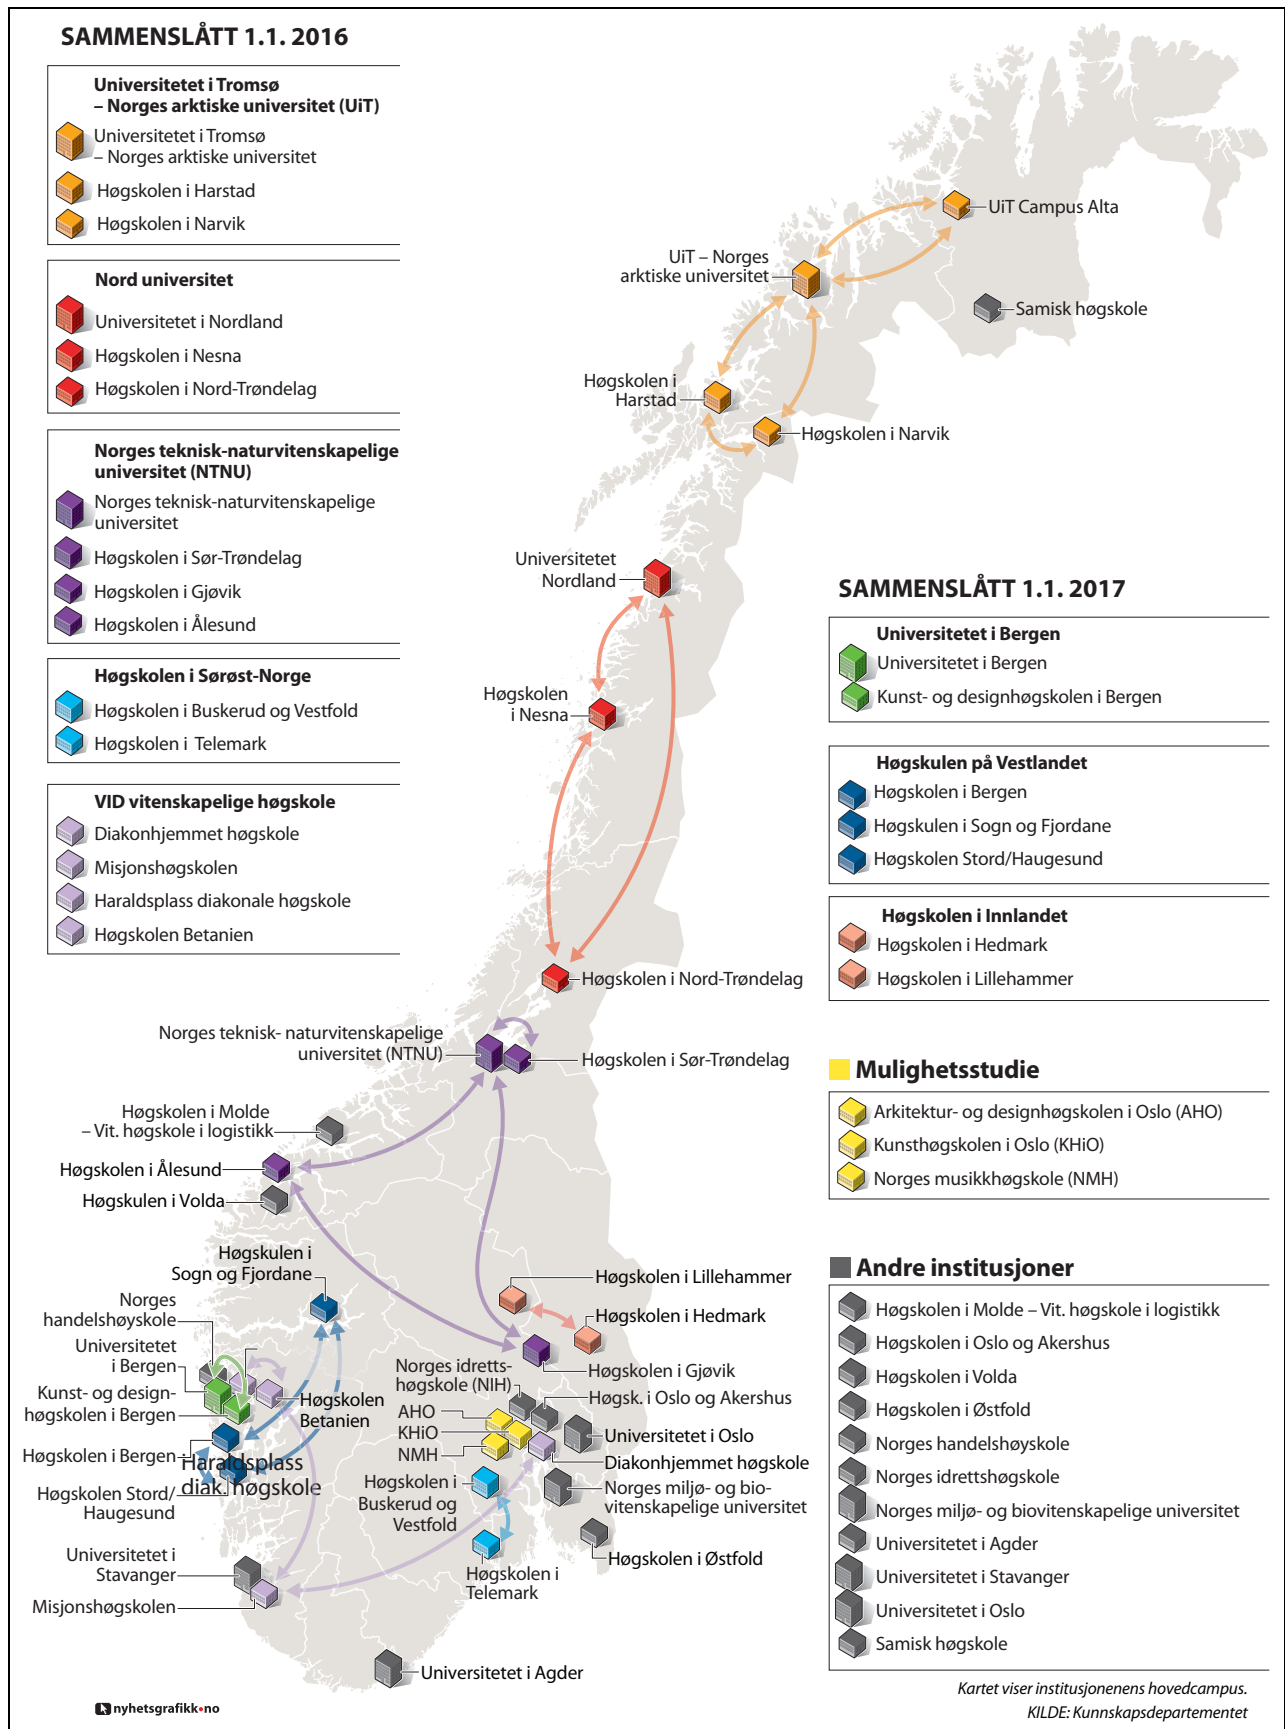 SAMMENSLÅTT 1.1. 2016
Universitetet i Tromsø
– Norges arktiske universitet (UiT)
Universitetet i Tromsø
– Norges arktiske universitet
Høgskolen i Harstad
Høgskolen i Narvik
Nord universitet
Universitetet i Nordland
Høgskolen i Nesna
Høgskolen i Nord-Trøndelag
Norges teknisk-naturvitenskapelige
universitet (NTNU)
Norges teknisk-naturvitenskapelige
universitet
Høgskolen i Sør-Trøndelag
Høgskolen i Gjøvik
Høgskolen i Ålesund
Høgskolen i Sørøst-Norge
Høgskolen i Buskerud og Vestfold
Høgskolen i Telemark
VID vitenskapelige høgskole
Diakonhjemmet høgskole
Misjonshøgskolen
Haraldsplass diakonale høgskole
Høgskolen Betanien
UiT Campus Alta
UiT – Norges
arktiske universitet
Samisk høgskole
Høgskolen i
Harstad
Høgskolen i Narvik
Universitetet
Nordland
Høgskolen
i Nesna
Høgskolen i Nord-Trøndelag
Norges teknisk- naturvitenskapelige
universitet (NTNU)
Høgskolen i Sør-Trøndelag
Høgskolen i Molde
– Vit. høgskole i logistikk
Høgskolen i Ålesund
Høgskulen i Volda
Høgskulen i
Sogn og Fjordane
Norges
handelshøyskole
Universitetet
i Bergen
Kunst- og design-
høgskolen i Bergen
Høgskolen
Betanien
Høgskolen i Bergen
Haraldsplass
diak. høgskole
Høgskolen Stord/
Haugesund
Universitetet i
Stavanger
Misjonshøgskolen
Høgskolen i Lillehammer
Høgskolen i Hedmark
Høgskolen i Gjøvik
Norges idretts-
høgskole (NIH)
Høgsk. i Oslo og Akershus
AHO
KHiO
NMH
Universitetet i Oslo
Diakonhjemmet høgskole
Høgskolen i
Buskerud og
Vestfold
Norges miljø- og bio-
vitenskapelige universitet
Høgskolen i Østfold
Høgskolen i
Telemark
Universitetet i Agder
SAMMENSLÅTT 1.1. 2017
Universitetet i Bergen
Universitetet i Bergen
Kunst- og designhøgskolen i Bergen
Høgskulen på Vestlandet
Høgskolen i Bergen
Høgskulen i Sogn og Fjordane
Høgskolen Stord/Haugesund
Høgskolen i Innlandet
Høgskolen i Hedmark
Høgskolen i Lillehammer
Mulighetsstudie
Arkitektur- og designhøgskolen i Oslo (AHO)
Kunsthøgskolen i Oslo (KHiO)
Norges musikkhøgskole (NMH)
Andre institusjoner
Høgskolen i Molde – Vit. høgskole i logistikk
Høgskolen i Oslo og Akershus
Høgskolen i Volda
Høgskolen i Østfold
Norges handelshøyskole
Norges idrettshøgskole
Norges miljø- og biovitenskapelige universitet
Universitetet i Agder
Universitetet i Stavanger
Universitetet i Oslo
Samisk høgskole
Kartet viser institusjonenens hovedcampus.
KILDE: Kunnskapsdepartementet
nyhetsgrafikk•no